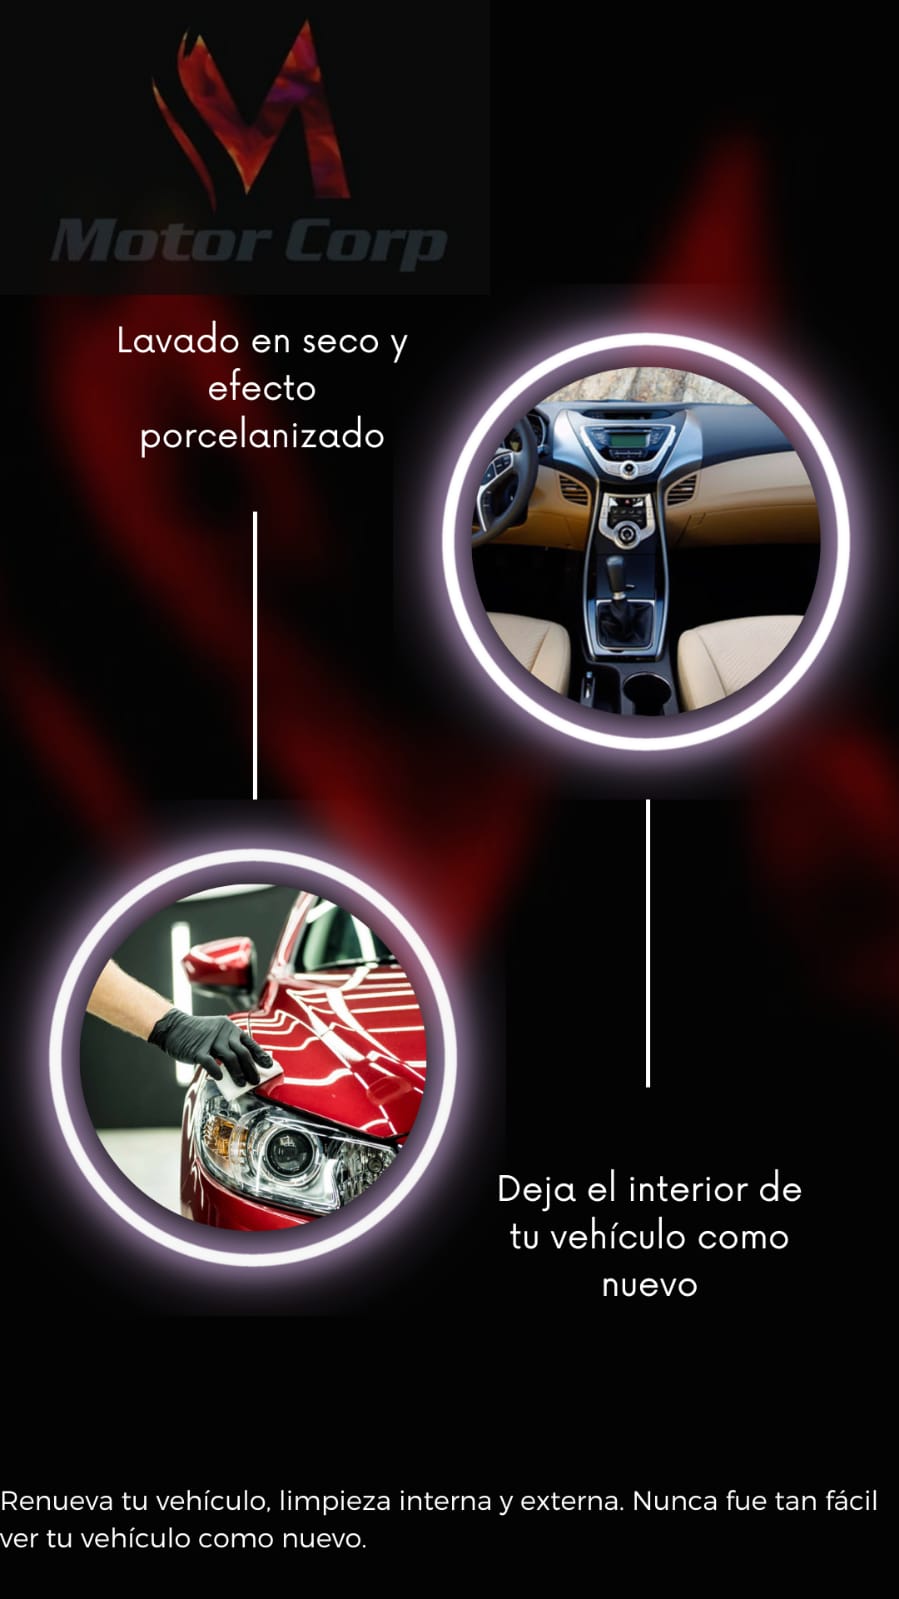 Motor Corp
Lavado en seco y
efecto
porcelanizado
Deja el interior de
tu vehículo como
nuevo
Renueva tu vehículo, limpieza interna y externa. Nunca fue tan fácil
ver tu vehículo como nuevo.